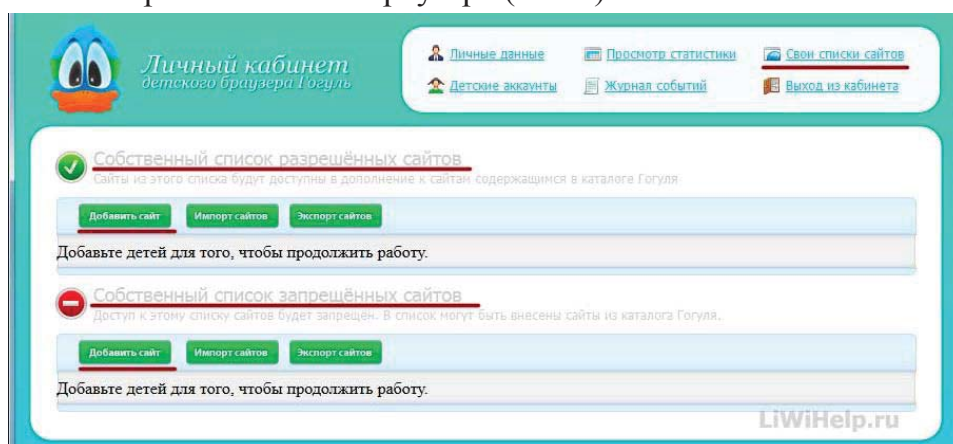 Личный кабинет
детского браузера Гогуль
Личные данные
Просмотр статистики
Свои списки сайтов
Детские аккаунты
Журнал событий
Выход из кабинета
Собственный список разрешённых сайтов
Сайты из этого списка будут доступны в дополнение к сайтам содержащимся в каталоге Гогуля
Добавить сайт
Импорт сайтов
Экспорт сайтов
Добавьте детей для того, чтобы продолжить работу.
Собственный список запрещённых сайтов
Доступ к этому списку сайтов будет запрещен. В список могут быть внесены сайты из каталога Гогуля.
Добавить сайт
Импорт сайтов
Экспорт сайтов
Добавьте детей для того, чтобы продолжить работу.
LiWiHelp.ru